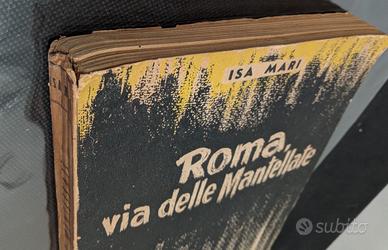 ISA MARI
Roma,
via delle Mantellate
subito